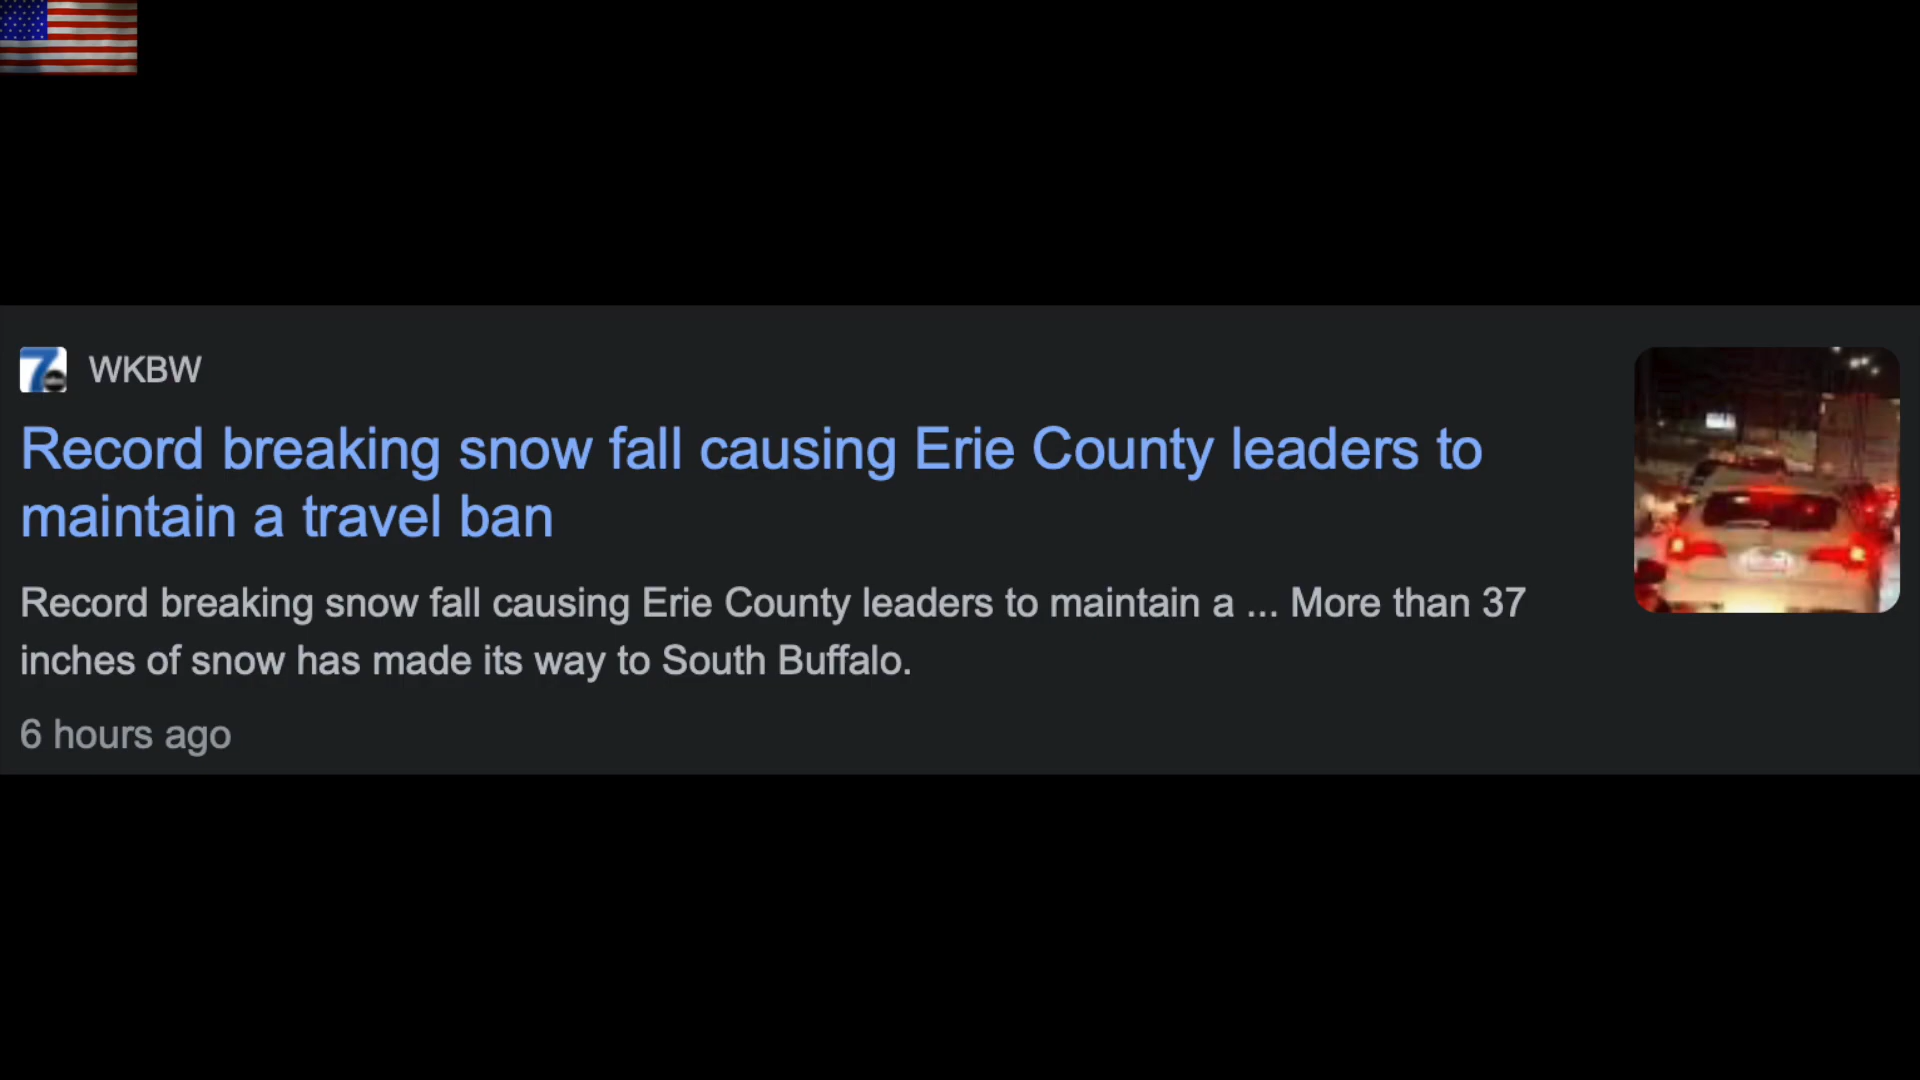 7
WKBW
Record breaking snow fall causing Erie County leaders to
maintain a travel ban
Record breaking snow fall causing Erie County leaders to maintain a ... More than 37
inches of snow has made its way to South Buffalo.
6 hours ago